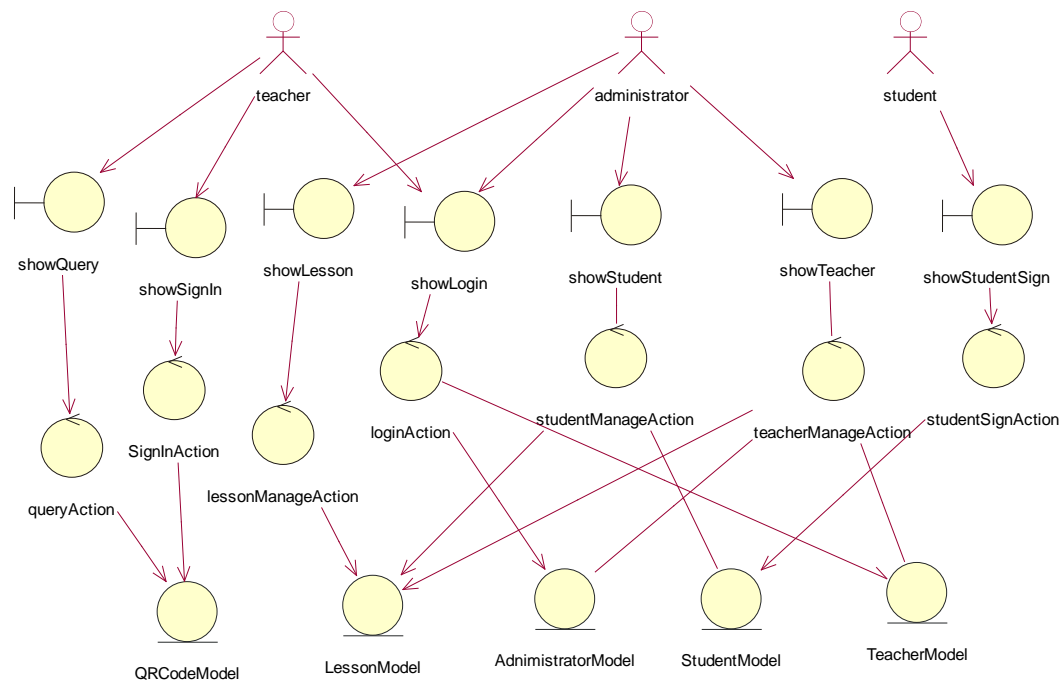 teacher
administrator
student
showQuery
showSignIn
showLesson
showLogin
showStudent
showTeacher
showStudentSign
queryAction
SignInAction
lessonManageAction
loginAction
studentManageAction
teacherManageAction
studentSignAction
QRCodeModel
LessonModel
AdnimistratorModel
StudentModel
TeacherModel